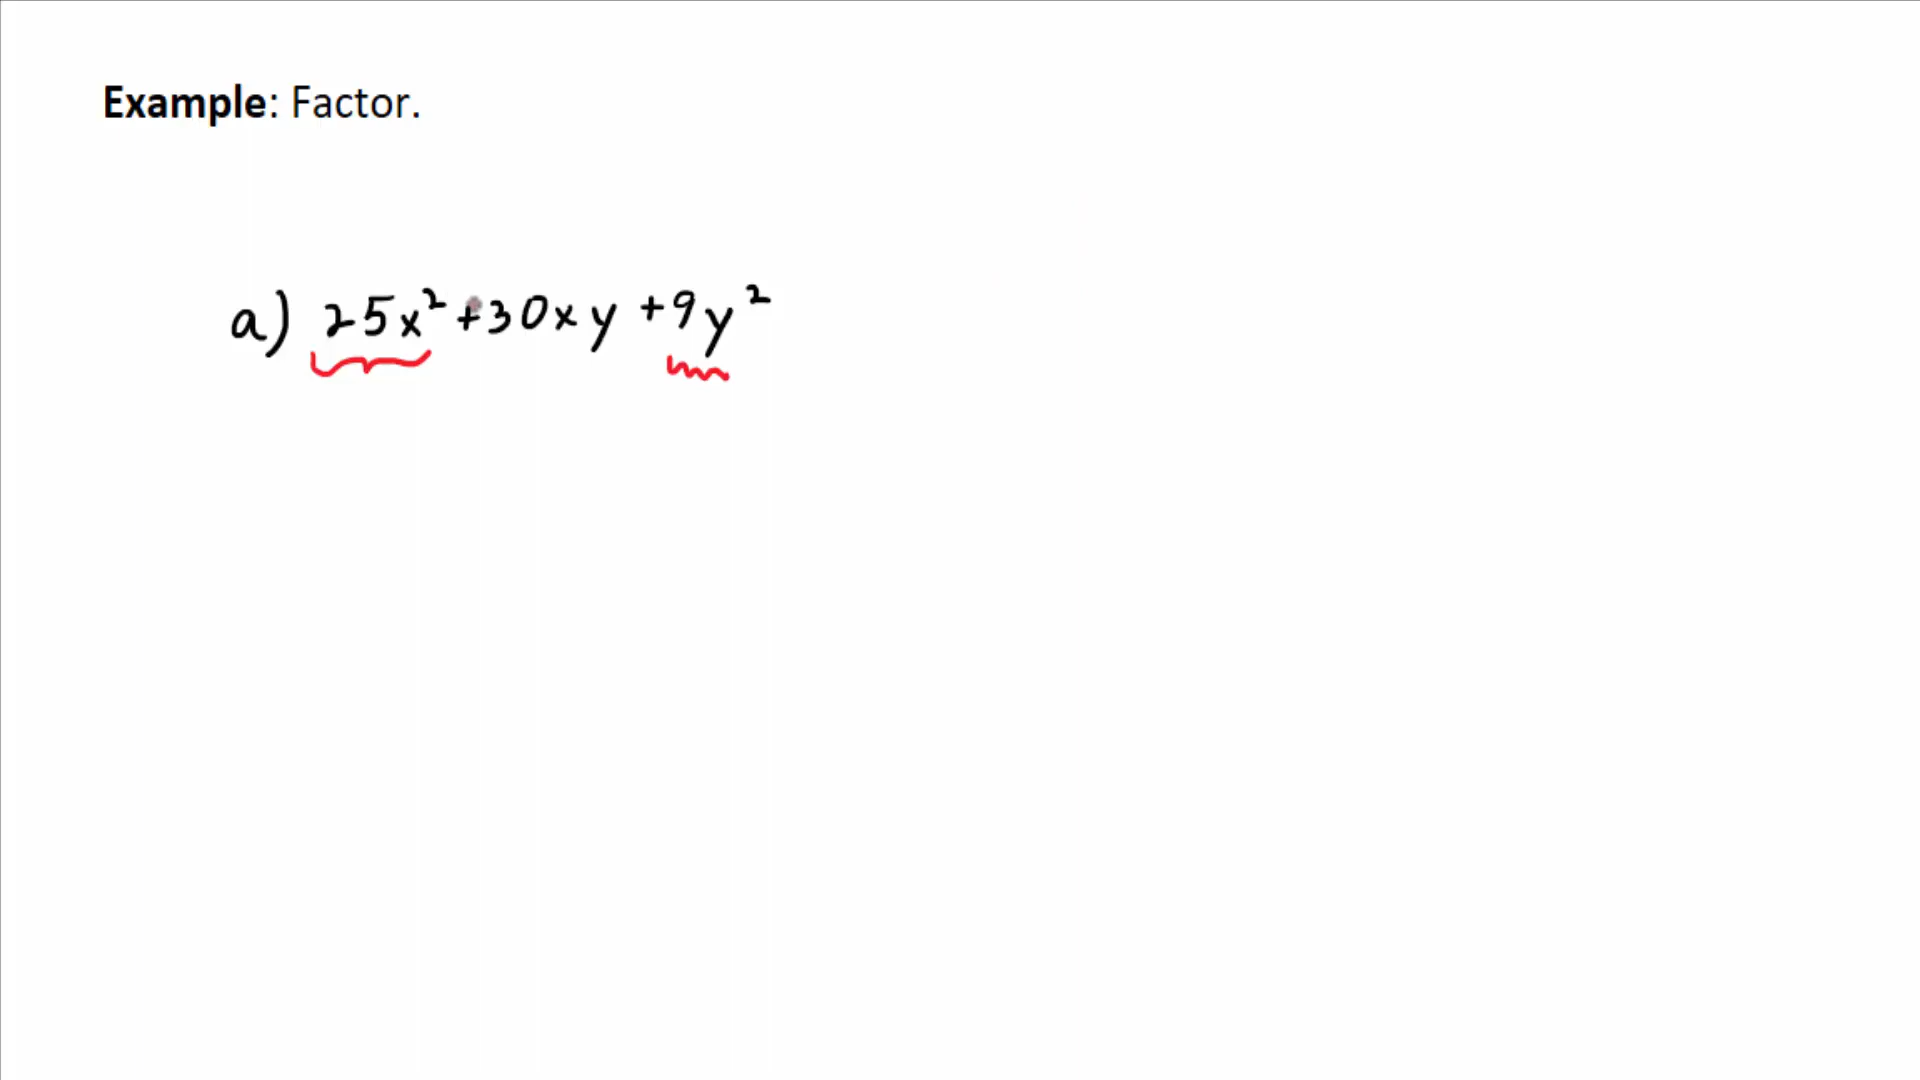 Example: Factor.
a) 25x² + 30xy + 9y²